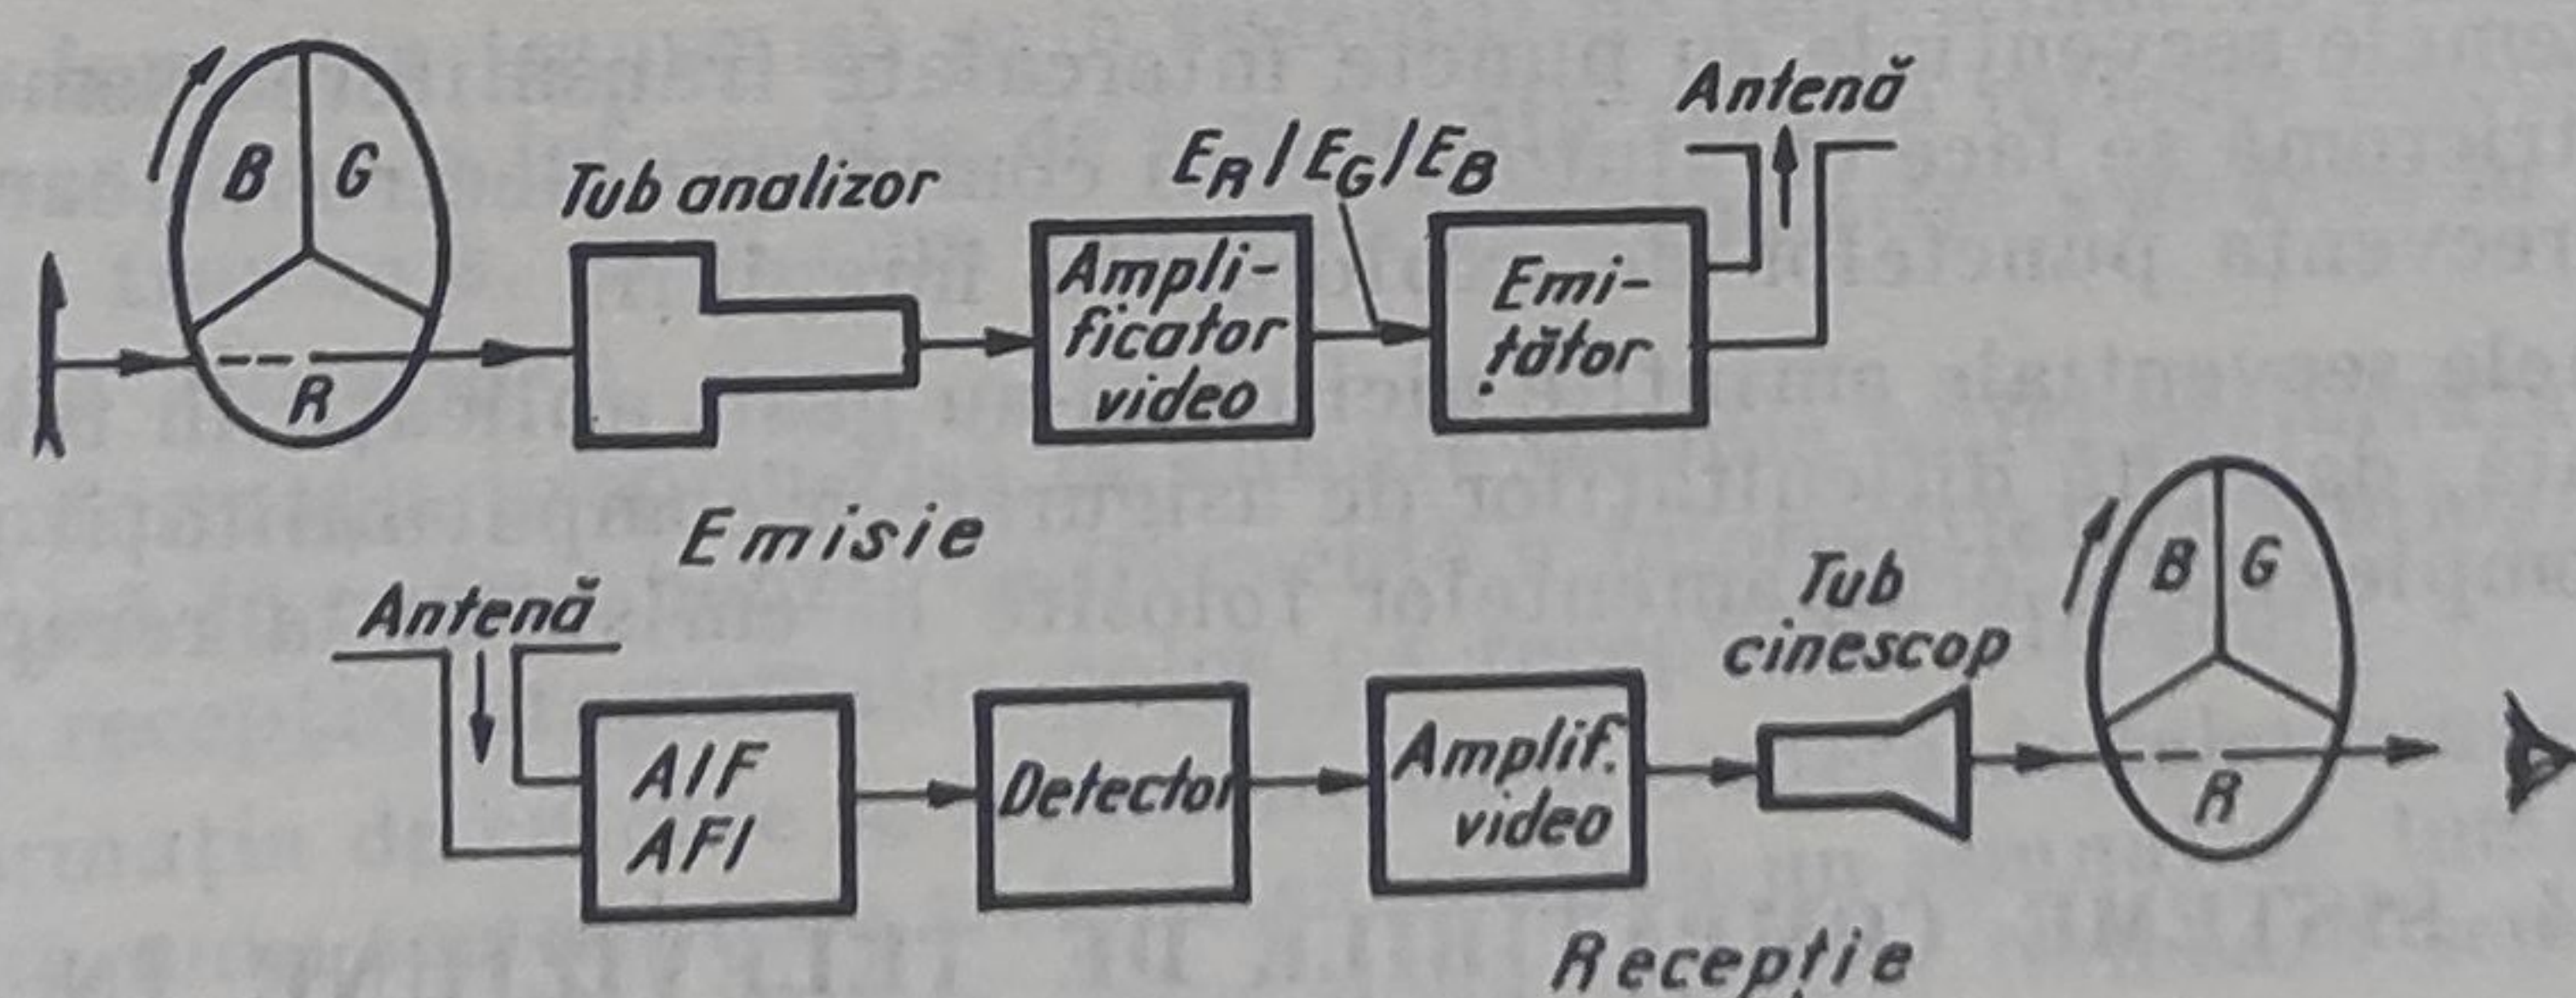 Antenă
E_R/E_G/E_B
B G
Tub analizor
Ampli-
ficator
video
Emi-
țător
R
Emisie
Antenă
Tub
cinescop
B G
AIF
AFI
Detector
Amplif.
video
R
Recepție